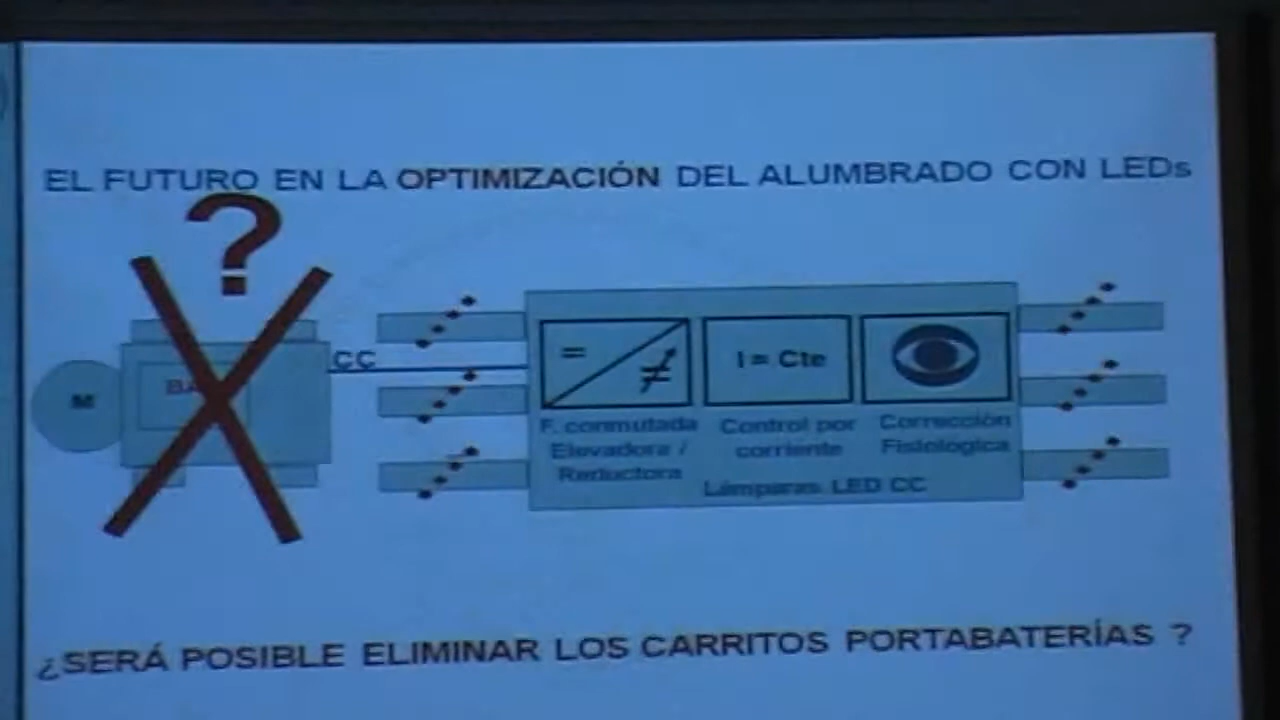 EL FUTURO EN LA OPTIMIZACIÓN DEL ALUMBRADO CON LEDs
?
CC
M
= ≠
I = Cte
F. conmutada
Elevadora /
Reductora
Control por
corriente
Corrección
Fisiológica
Lámparas LED CC
¿SERÁ POSIBLE ELIMINAR LOS CARRITOS PORTABATERÍAS ?